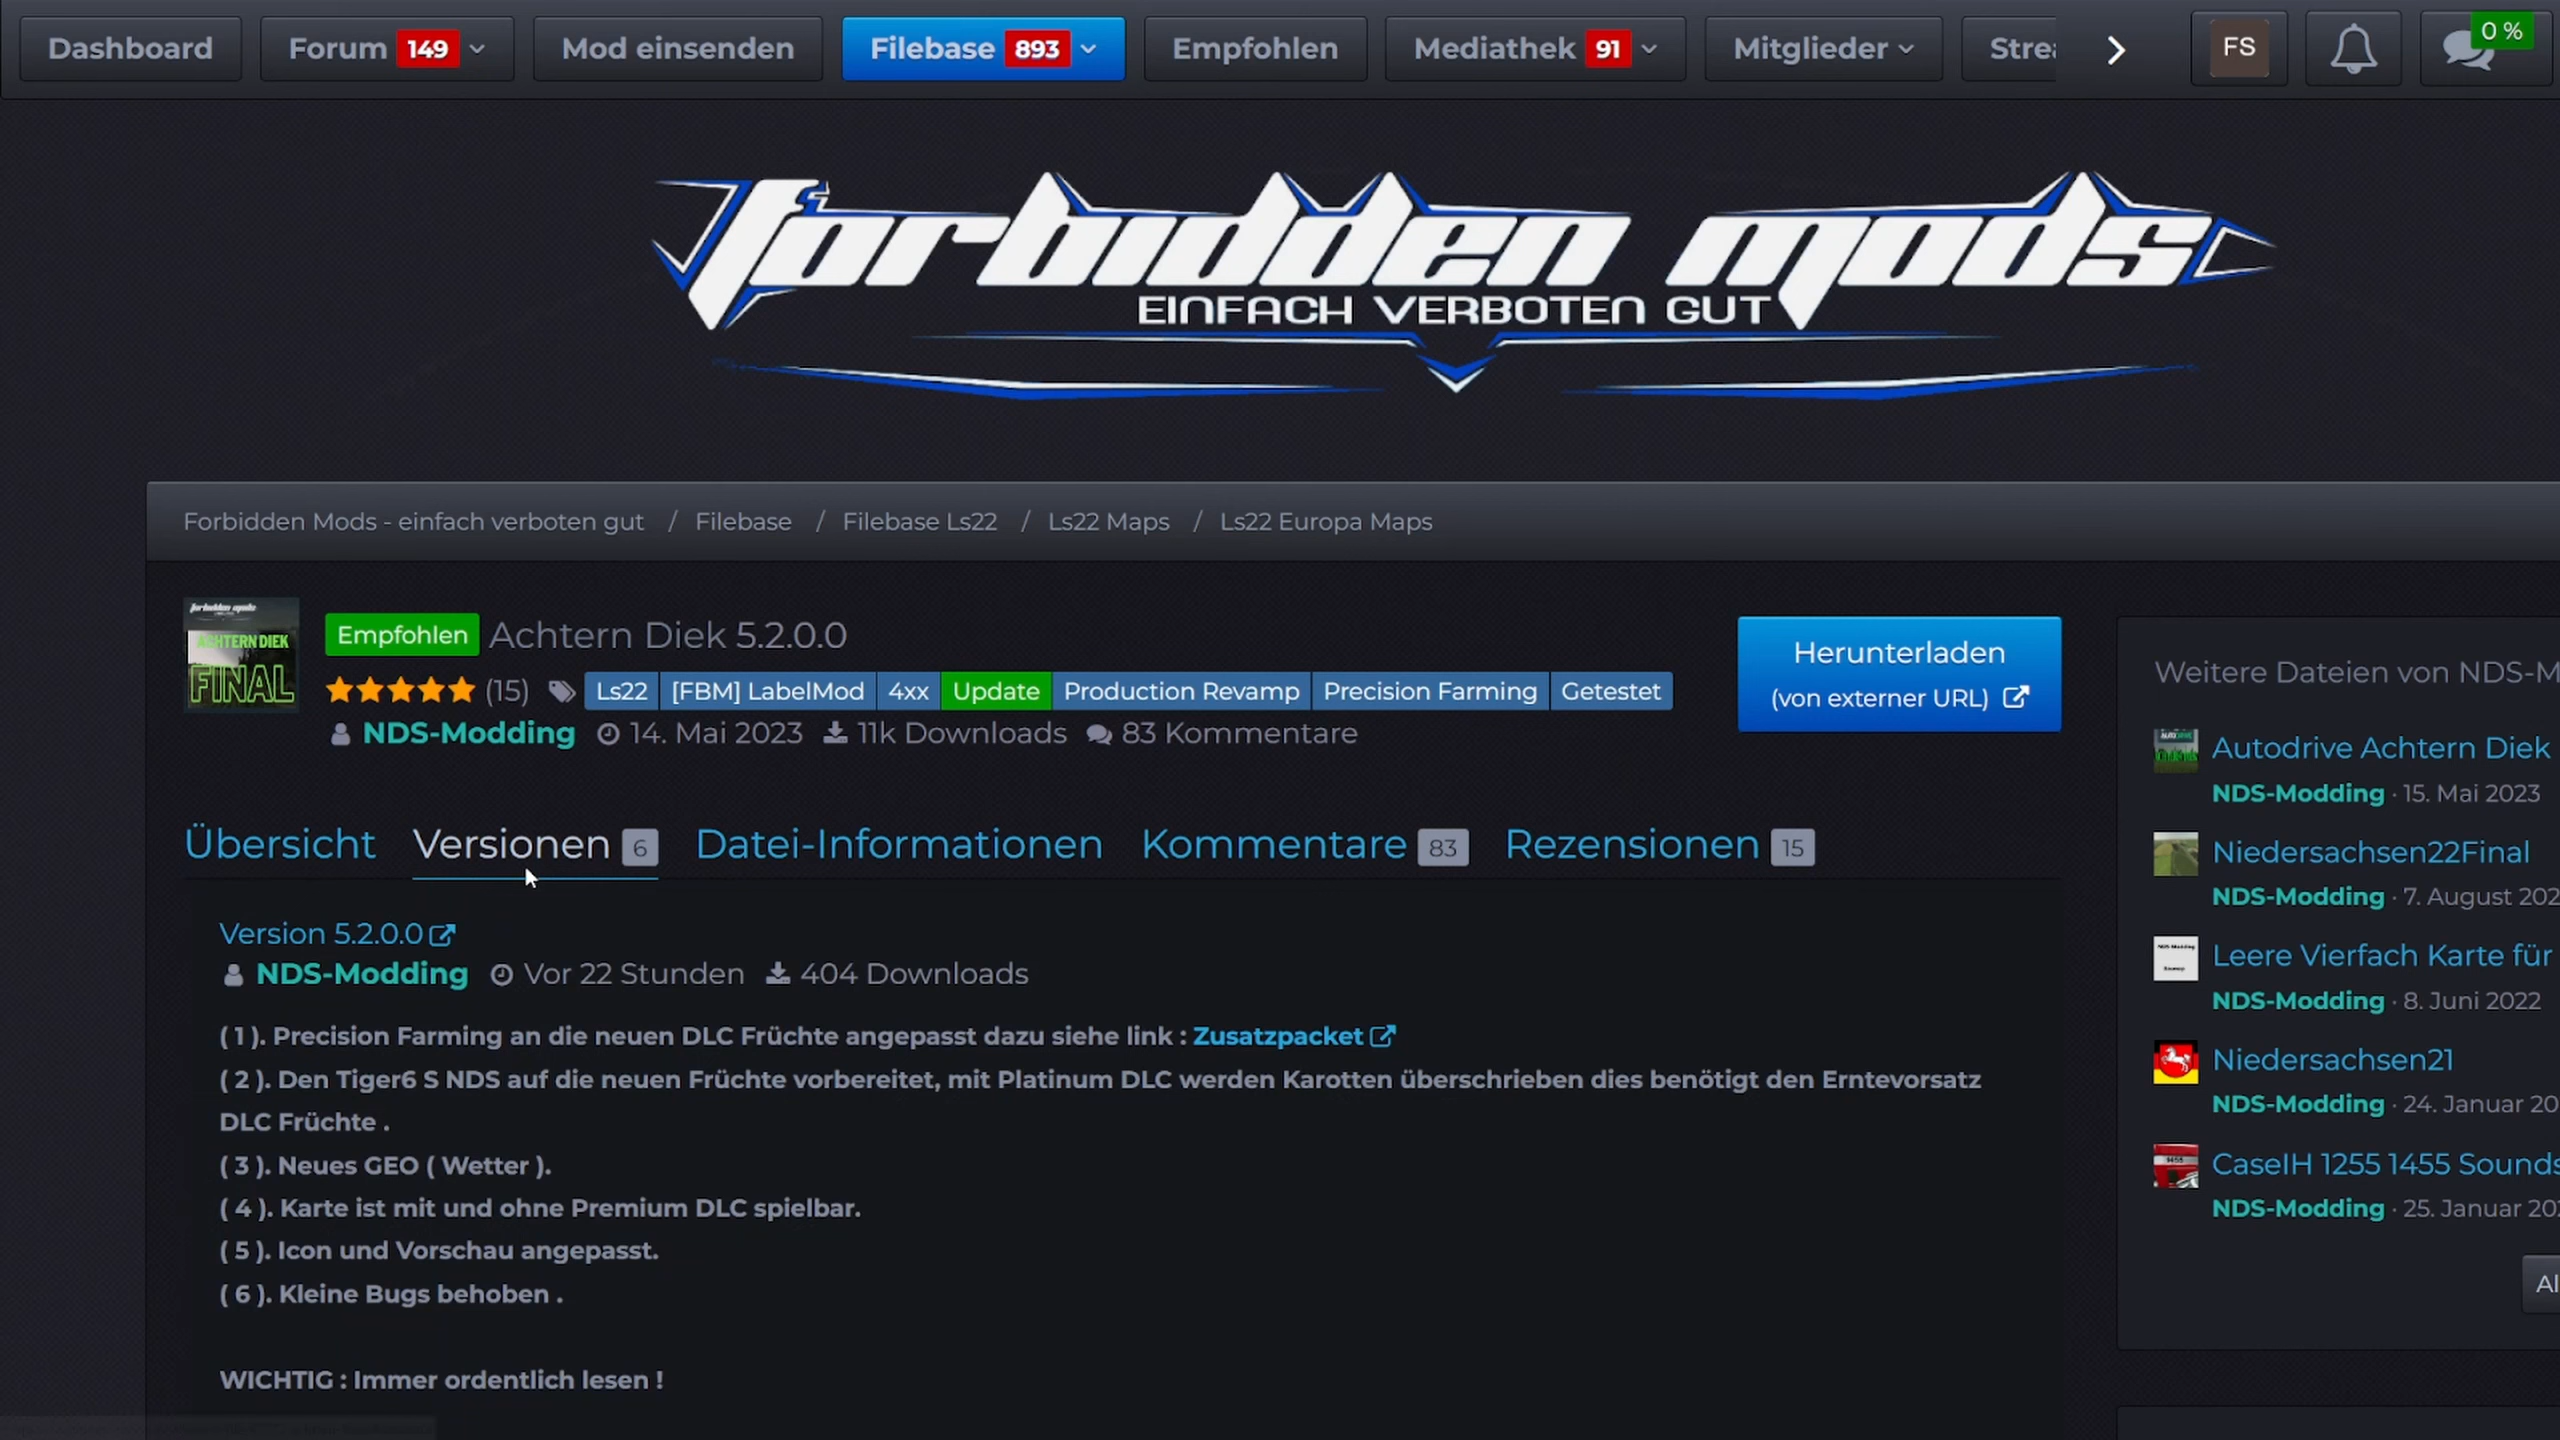 Dashboard
Forum 149
Mod einsenden
Filebase 893
Empfohlen
Mediathek 91
Mitglieder
Strea
FS
0 %
forbidden mods
EINFACH VERBOTEN GUT
Forbidden Mods - einfach verboten gut / Filebase / Filebase Ls22 / Ls22 Maps / Ls22 Europa Maps
forbidden mods
ACHTERN DIEK
FINAL
Empfohlen Achtern Diek 5.2.0.0
(15) Ls22 [FBM] LabelMod 4xx Update Production Revamp Precision Farming Getestet
NDS-Modding 14. Mai 2023 11k Downloads 83 Kommentare
Herunterladen
(von externer URL)
Übersicht Versionen 6 Datei-Informationen Kommentare 83 Rezensionen 15
Version 5.2.0.0
NDS-Modding Vor 22 Stunden 404 Downloads
( 1 ). Precision Farming an die neuen DLC Früchte angepasst dazu siehe link : Zusatzpacket
( 2 ). Den Tiger6 S NDS auf die neuen Früchte vorbereitet, mit Platinum DLC werden Karotten überschrieben dies benötigt den Erntevorsatz
DLC Früchte .
( 3 ). Neues GEO ( Wetter ).
( 4 ). Karte ist mit und ohne Premium DLC spielbar.
( 5 ). Icon und Vorschau angepasst.
( 6 ). Kleine Bugs behoben .
WICHTIG : Immer ordentlich lesen !
Weitere Dateien von NDS-M
Autodrive Achtern Diek
NDS-Modding · 15. Mai 2023
Niedersachsen22Final
NDS-Modding · 7. August 202
Leere Vierfach Karte für
NDS-Modding · 8. Juni 2022
Niedersachsen21
NDS-Modding · 24. Januar 20
CaseIH 1255 1455 Sounds
NDS-Modding · 25. Januar 202
Al